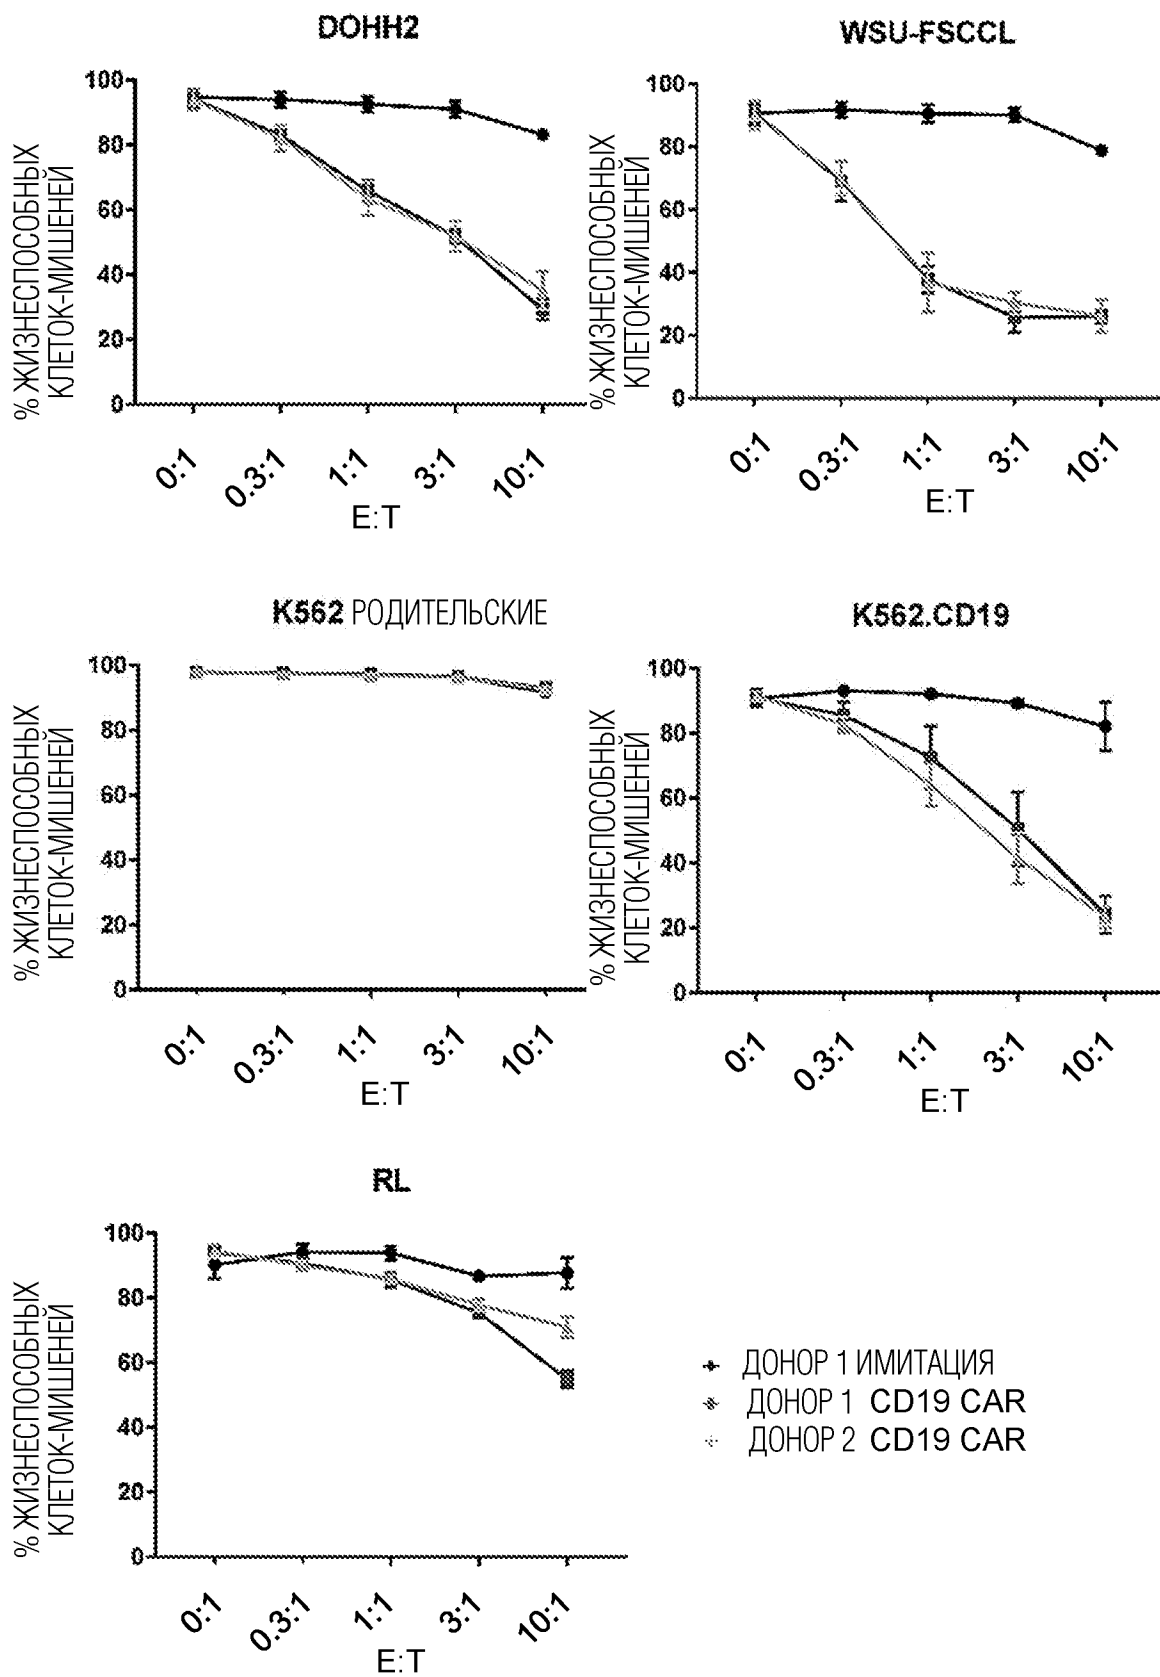 DOHH2
% ЖИЗНЕСПОСОБНЫХ
КЛЕТОК-МИШЕНЕЙ
100
80
60
40
20
0
0:1
0.3:1
1:1
3:1
10:1
E:T
WSU-FSCCL
% ЖИЗНЕСПОСОБНЫХ
КЛЕТОК-МИШЕНЕЙ
100
80
60
40
20
0
0:1
0.3:1
1:1
3:1
10:1
E:T
K562 РОДИТЕЛЬСКИЕ
% ЖИЗНЕСПОСОБНЫХ
КЛЕТОК-МИШЕНЕЙ
100
80
60
40
20
0
0:1
0.3:1
1:1
3:1
10:1
E:T
K562.CD19
% ЖИЗНЕСПОСОБНЫХ
КЛЕТОК-МИШЕНЕЙ
100
80
60
40
20
0
0:1
0.3:1
1:1
3:1
10:1
E:T
RL
% ЖИЗНЕСПОСОБНЫХ
КЛЕТОК-МИШЕНЕЙ
100
80
60
40
20
0
0:1
0.3:1
1:1
3:1
10:1
E:T
ДОНОР 1 ИМИТАЦИЯ
ДОНОР 1 CD19 CAR
ДОНОР 2 CD19 CAR